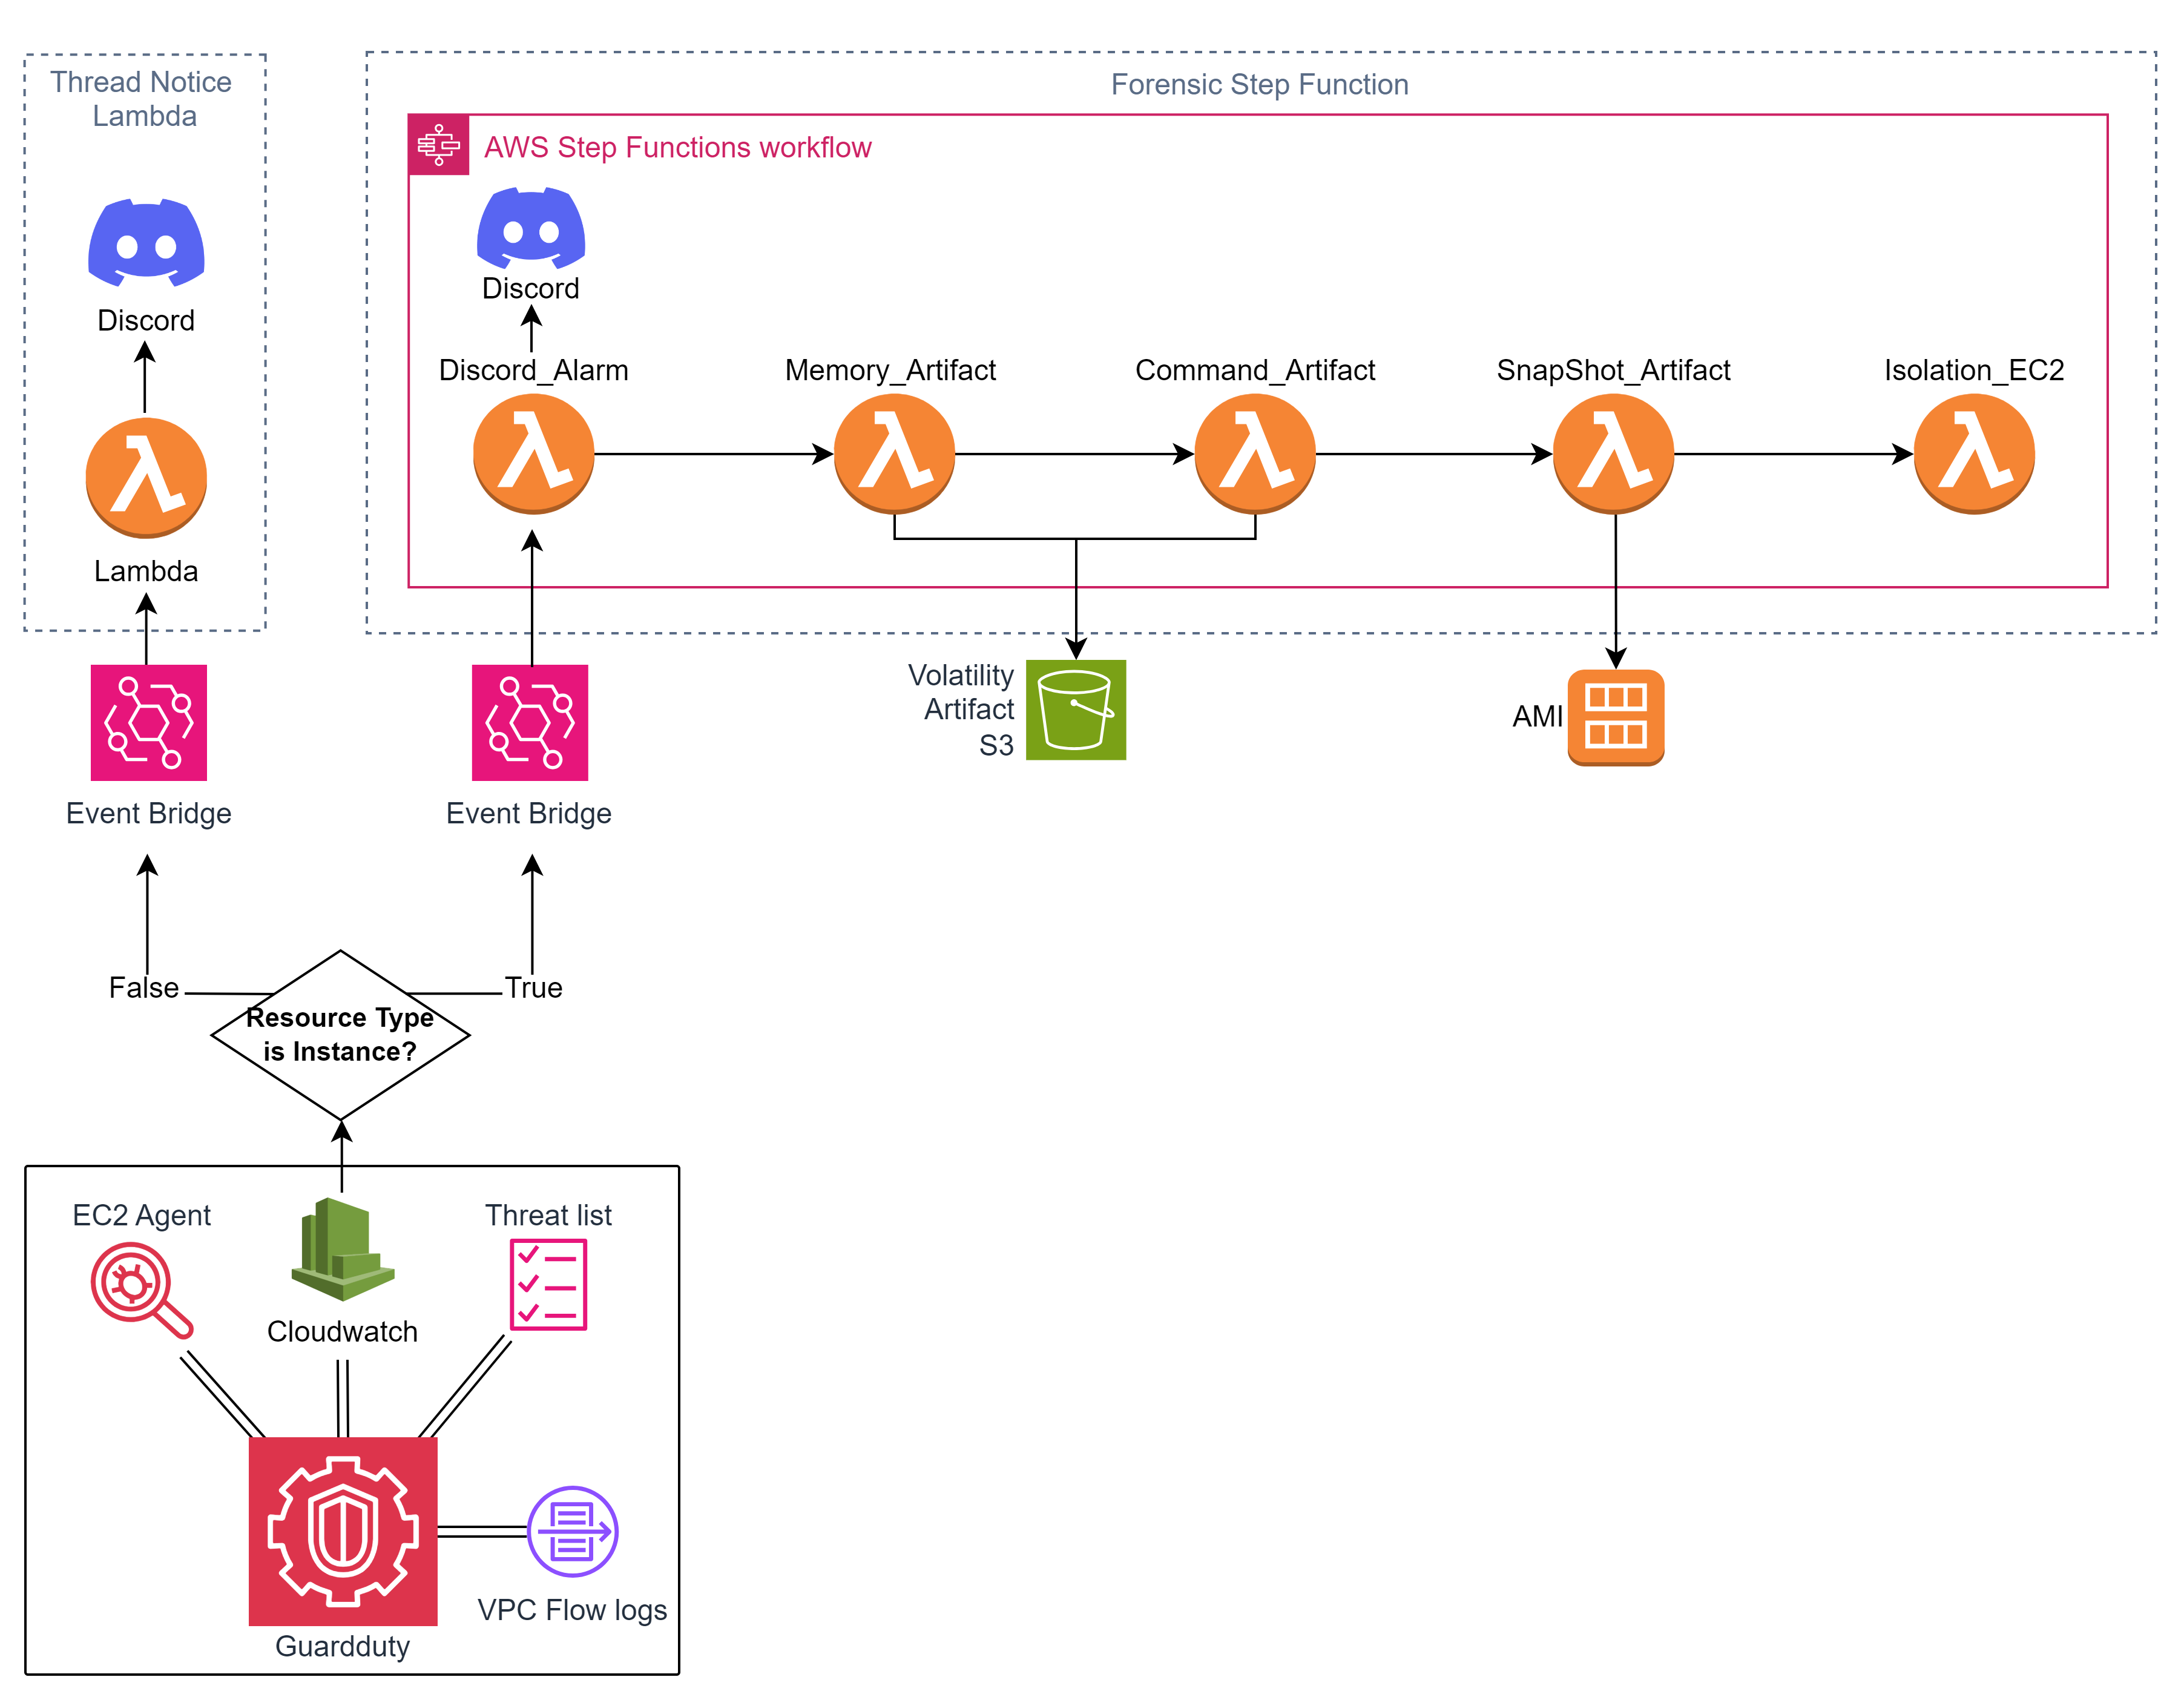 Thread Notice
Lambda
Discord
Lambda
Event Bridge
Forensic Step Function
AWS Step Functions workflow
Discord
Discord_Alarm
Memory_Artifact
Command_Artifact
SnapShot_Artifact
Isolation_EC2
Event Bridge
Volatility
Artifact
S3
AMI
False
True
Resource Type
is Instance?
EC2 Agent
Cloudwatch
Threat list
Guardduty
VPC Flow logs